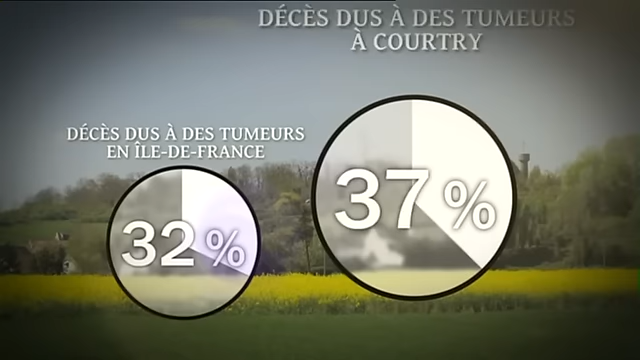 DÉCÈS DUS À DES TUMEURS
À COURTRY
37 %
DÉCÈS DUS À DES TUMEURS
EN ÎLE-DE-FRANCE
32 %